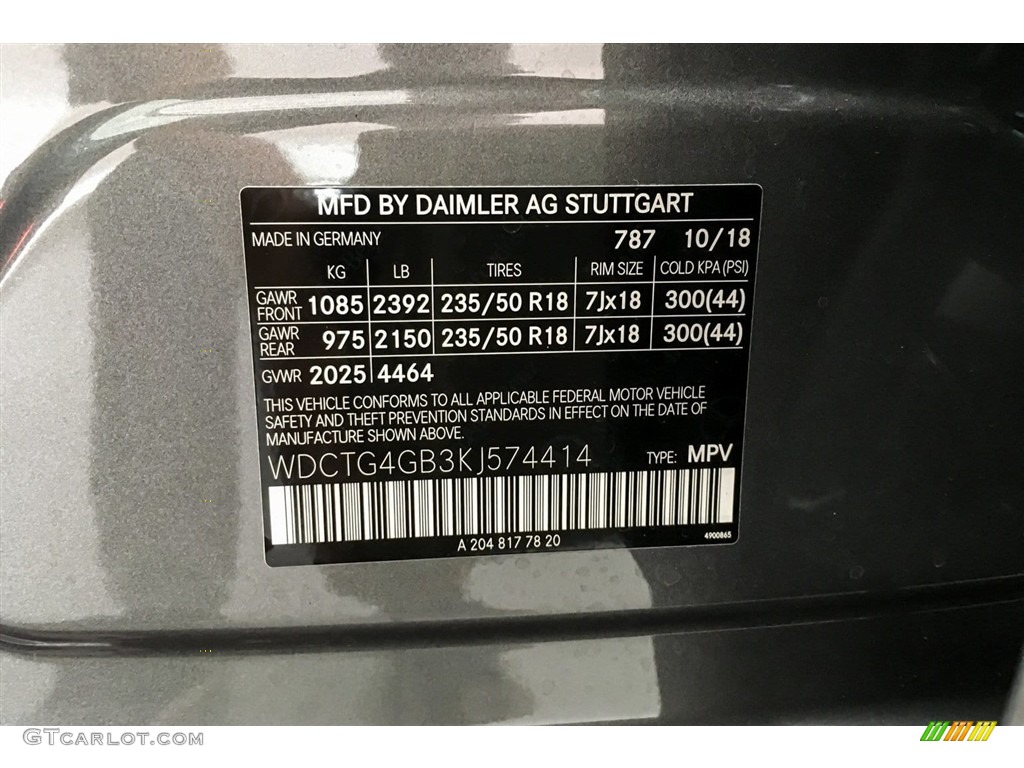 MFD BY DAIMLER AG STUTTGART
MADE IN GERMANY 787 10/18
KG LB TIRES RIM SIZE COLD KPA (PSI)
GAWR FRONT 1085 2392 235/50 R18 7Jx18 300(44)
GAWR REAR 975 2150 235/50 R18 7Jx18 300(44)
GVWR 2025 4464
THIS VEHICLE CONFORMS TO ALL APPLICABLE FEDERAL MOTOR VEHICLE
SAFETY AND THEFT PREVENTION STANDARDS IN EFFECT ON THE DATE OF
MANUFACTURE SHOWN ABOVE.
WDCTG4GB3KJ574414 TYPE: MPV
A 204 817 78 20 4900865
GTCarLot.com